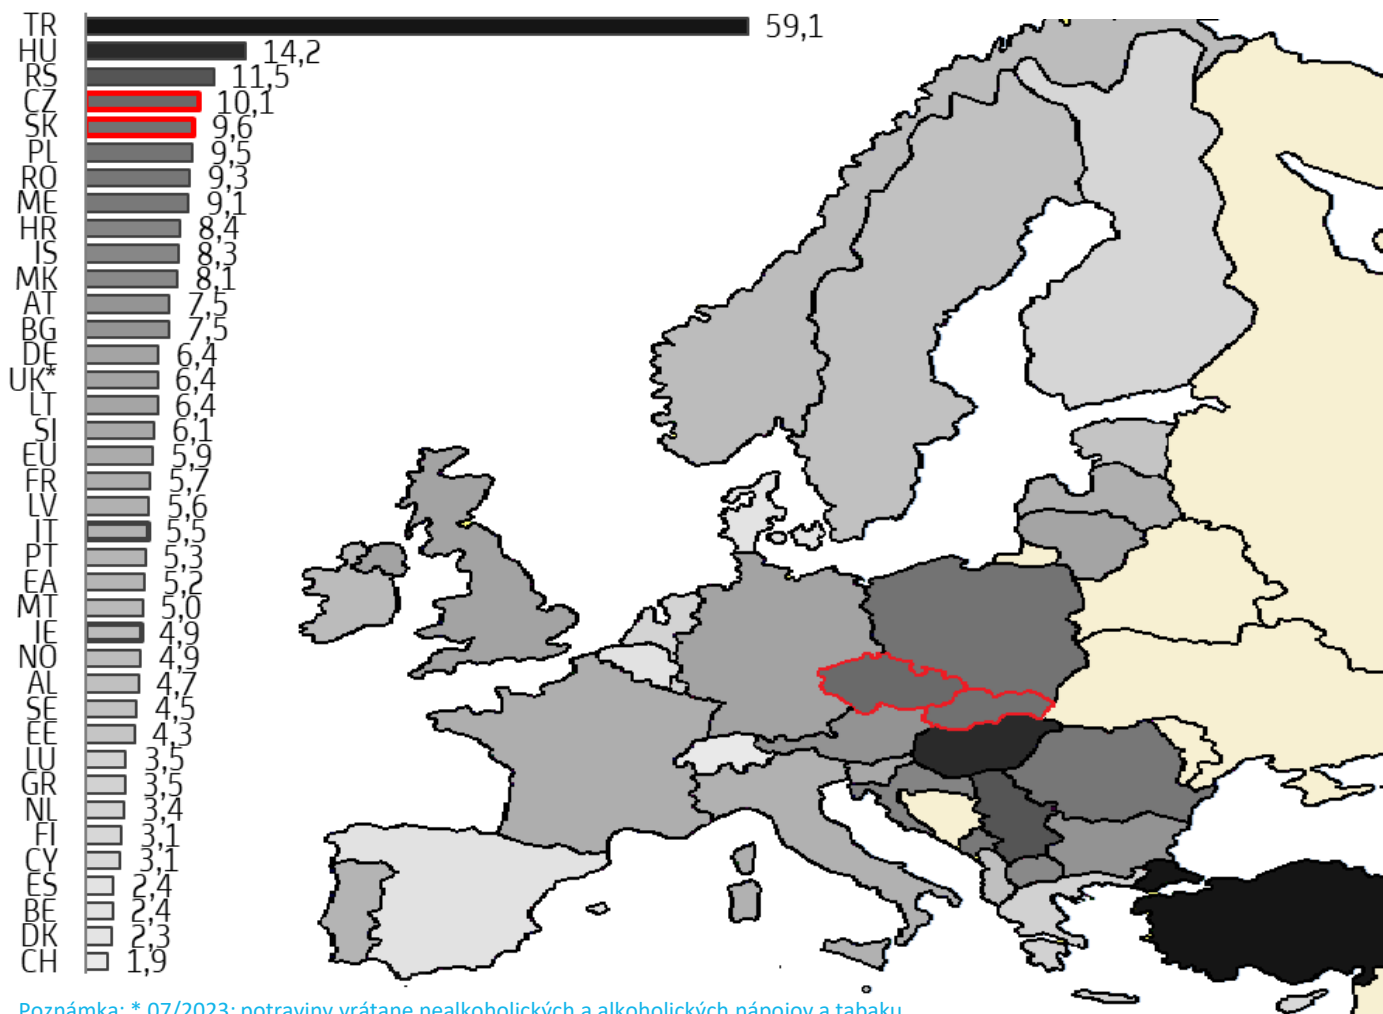 TR 59,1
HU 14,2
RS 11,5
CZ 10,1
SK 9,6
PL 9,5
RO 9,3
ME 9,1
HR 8,4
IS 8,3
MK 8,1
AT 7,5
BG 7,5
DE 6,4
UK* 6,4
LT 6,4
SI 6,1
EU 5,9
FR 5,7
LV 5,6
IT 5,5
PT 5,3
EA 5,2
MT 5,0
IE 4,9
NO 4,9
AL 4,7
SE 4,5
EE 4,3
LU 3,5
GR 3,5
NL 3,4
FI 3,1
CY 3,1
ES 2,4
BE 2,4
DK 2,3
CH 1,9
Poznámka: * 07/2023; potraviny vrátane nealkoholických a alkoholických nápojov a tabaku